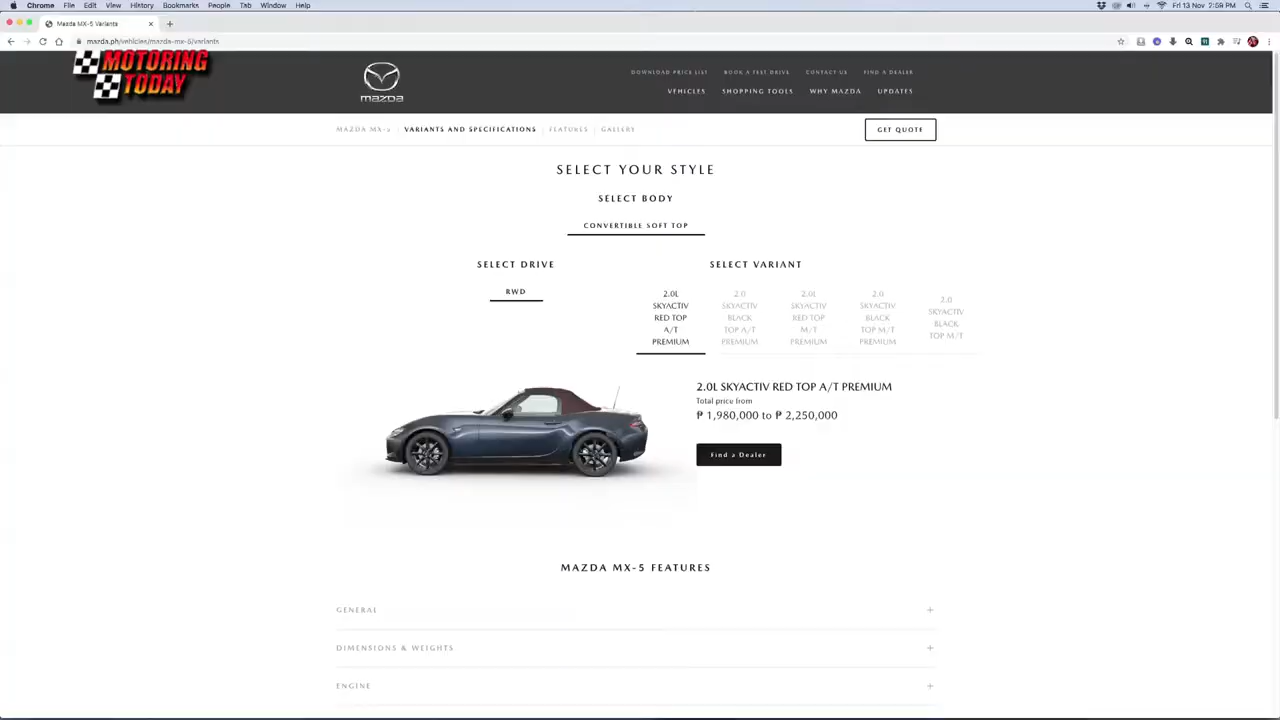 Chrome File Edit View History Bookmarks People Tab Window Help
Fri 13 Nov 2:59 PM
Mazda MX-5 Variants
mazda.ph/vehicles/mazda-mx-5/variants
MOTORING
TODAY
mazda
DOWNLOAD PRICE LIST BOOK A TEST DRIVE CONTACT US FIND A DEALER
VEHICLES SHOPPING TOOLS WHY MAZDA UPDATES
MAZDA MX-5 VARIANTS AND SPECIFICATIONS FEATURES GALLERY
GET QUOTE
SELECT YOUR STYLE
SELECT BODY
CONVERTIBLE SOFT TOP
SELECT DRIVE
RWD
SELECT VARIANT
2.0L
SKYACTIV
RED TOP
A/T
PREMIUM
2.0
SKYACTIV
BLACK
TOP A/T
PREMIUM
2.0L
SKYACTIV
RED TOP
M/T
PREMIUM
2.0
SKYACTIV
BLACK
TOP M/T
PREMIUM
2.0
SKYACTIV
BLACK
TOP M/T
2.0L SKYACTIV RED TOP A/T PREMIUM
Total price from
₱ 1,980,000 to ₱ 2,250,000
Find a Dealer
MAZDA MX-5 FEATURES
GENERAL +
DIMENSIONS & WEIGHTS +
ENGINE +